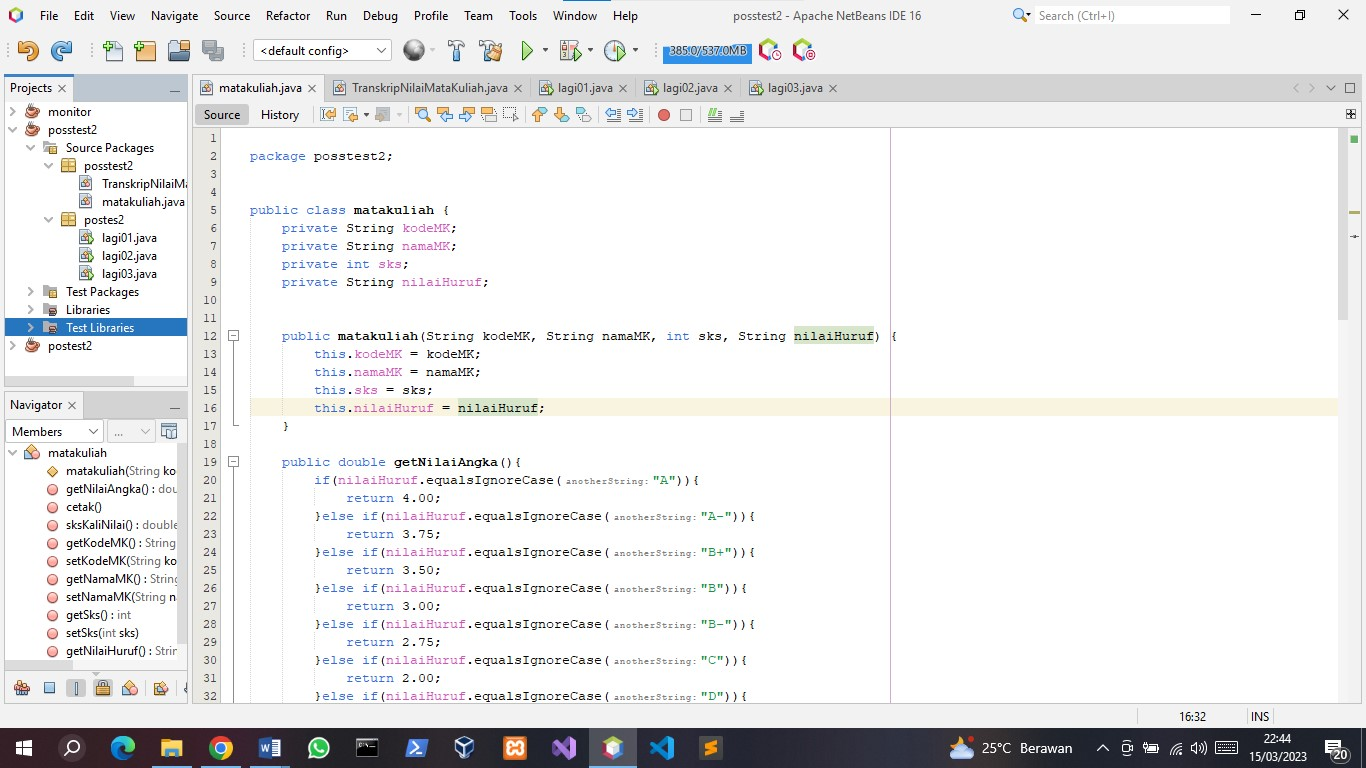 File Edit View Navigate Source Refactor Run Debug Profile Team Tools Window Help posstest2 - Apache NetBeans IDE 16 Search (Ctrl+I)
<default config> 385.0/537.0MB
Projects
monitor
posstest2
Source Packages
posstest2
TranskripNilaiMa
matakuliah.java
postes2
lagi01.java
lagi02.java
lagi03.java
Test Packages
Libraries
Test Libraries
postest2
Navigator
Members ...
matakuliah
matakuliah(String ko
getNilaiAngka() : dou
cetak()
sksKaliNilai() : double
getKodeMK() : String
setKodeMK(String ko
getNamaMK() : String
setNamaMK(String n
getSks() : int
setSks(int sks)
getNilaiHuruf() : Strin
matakuliah.java TranskripNilaiMataKuliah.java lagi01.java lagi02.java lagi03.java
Source History
1
2 package posstest2;
3
4
5 public class matakuliah {
6 private String kodeMK;
7 private String namaMK;
8 private int sks;
9 private String nilaiHuruf;
10
11
12 public matakuliah(String kodeMK, String namaMK, int sks, String nilaiHuruf) {
13 this.kodeMK = kodeMK;
14 this.namaMK = namaMK;
15 this.sks = sks;
16 this.nilaiHuruf = nilaiHuruf;
17 }
18
19 public double getNilaiAngka(){
20 if(nilaiHuruf.equalsIgnoreCase( anotherString: "A")){
21 return 4.00;
22 }else if(nilaiHuruf.equalsIgnoreCase( anotherString: "A-")){
23 return 3.75;
24 }else if(nilaiHuruf.equalsIgnoreCase( anotherString: "B+")){
25 return 3.50;
26 }else if(nilaiHuruf.equalsIgnoreCase( anotherString: "B")){
27 return 3.00;
28 }else if(nilaiHuruf.equalsIgnoreCase( anotherString: "B-")){
29 return 2.75;
30 }else if(nilaiHuruf.equalsIgnoreCase( anotherString: "C")){
31 return 2.00;
32 }else if(nilaiHuruf.equalsIgnoreCase( anotherString: "D")){
16:32 INS
25°C Berawan 22:44
15/03/2023 20